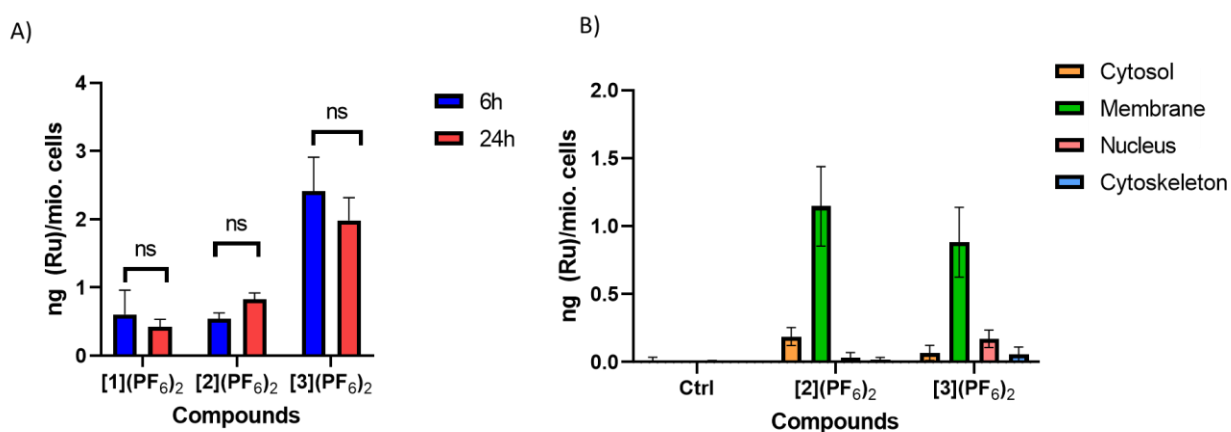 A)
4
3
2
1
0
ng (Ru)/mio. cells
ns
ns
ns
6h
24h
[1](PF₆)₂ [2](PF₆)₂ [3](PF₆)₂
Compounds
B)
2.0
1.5
1.0
0.5
0.0
ng (Ru)/mio. cells
Cytosol
Membrane
Nucleus
Cytoskeleton
Ctrl [2](PF₆)₂ [3](PF₆)₂
Compounds